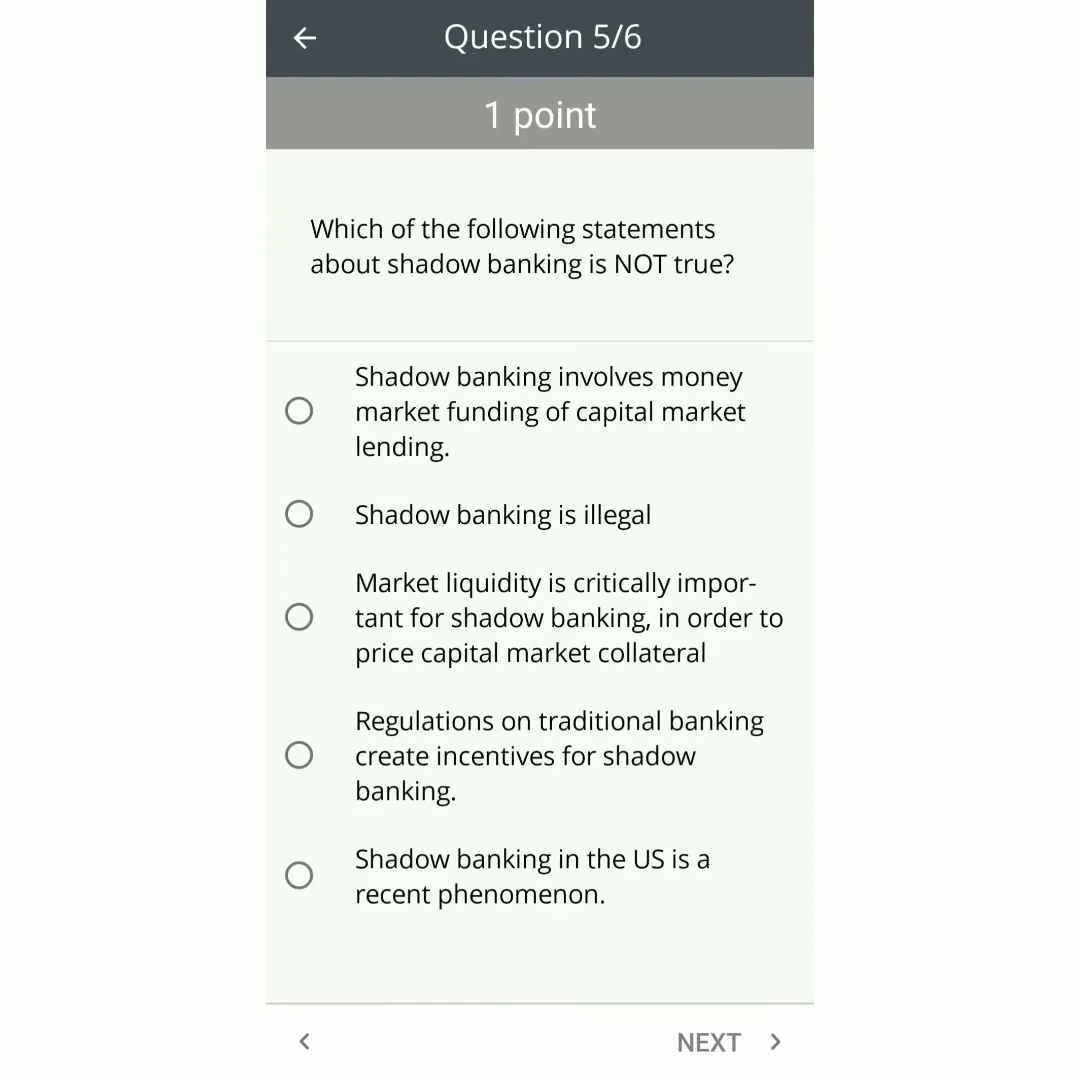 Question 5/6
1 point
Which of the following statements
about shadow banking is NOT true?
Shadow banking involves money
market funding of capital market
lending.
Shadow banking is illegal
Market liquidity is critically impor-
tant for shadow banking, in order to
price capital market collateral
Regulations on traditional banking
create incentives for shadow
banking.
Shadow banking in the US is a
recent phenomenon.
NEXT